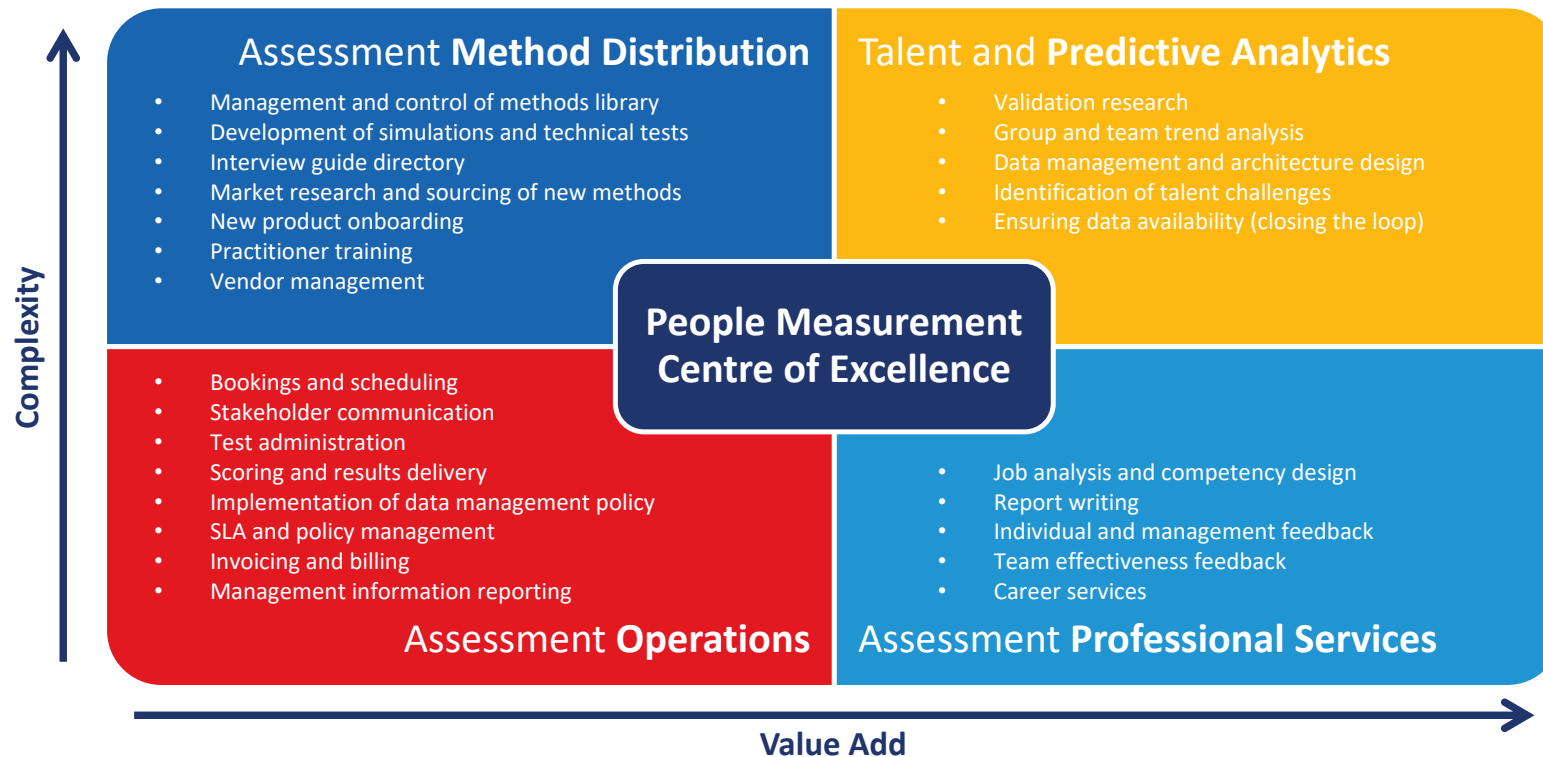 Assessment Method Distribution
• Management and control of methods library
• Development of simulations and technical tests
• Interview guide directory
• Market research and sourcing of new methods
• New product onboarding
• Practitioner training
• Vendor management
Talent and Predictive Analytics
• Validation research
• Group and team trend analysis
• Data management and architecture design
• Identification of talent challenges
• Ensuring data availability (closing the loop)
People Measurement
Centre of Excellence
• Bookings and scheduling
• Stakeholder communication
• Test administration
• Scoring and results delivery
• Implementation of data management policy
• SLA and policy management
• Invoicing and billing
• Management information reporting
Assessment Operations
• Job analysis and competency design
• Report writing
• Individual and management feedback
• Team effectiveness feedback
• Career services
Assessment Professional Services
Complexity
Value Add